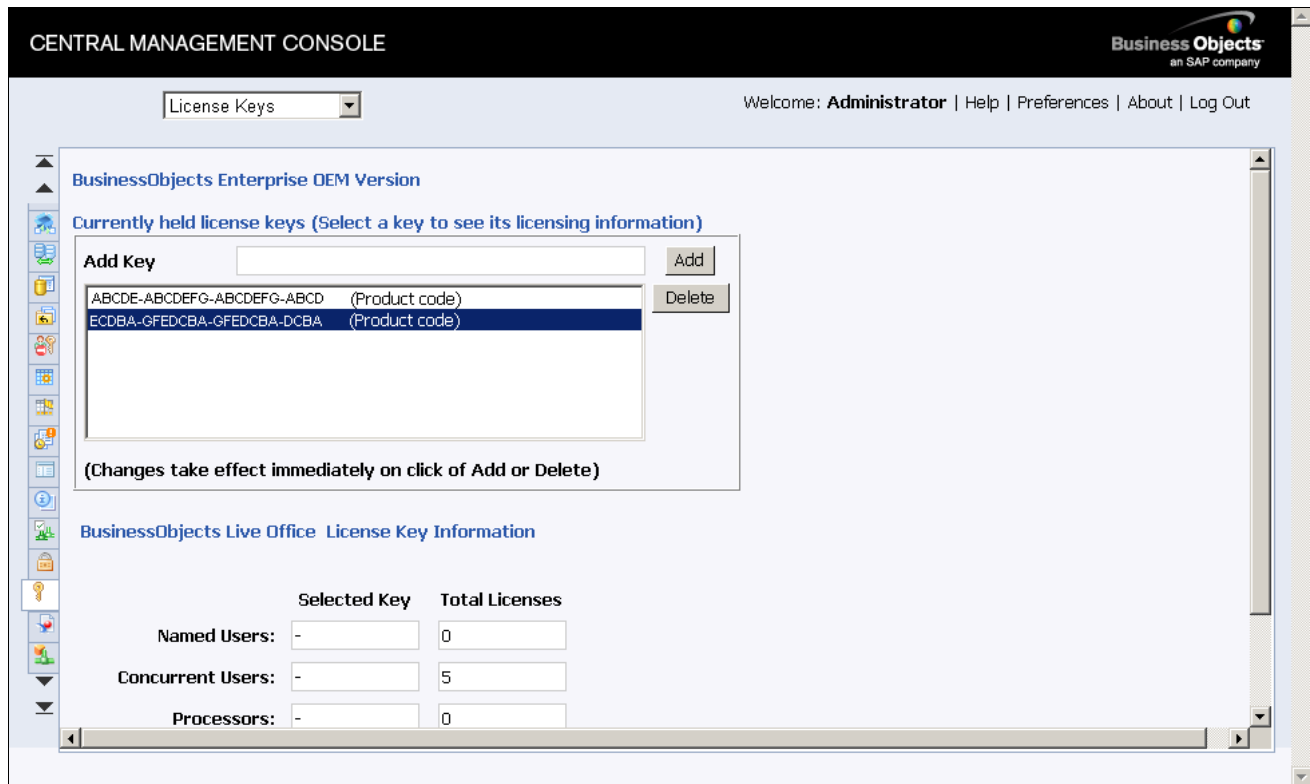 CENTRAL MANAGEMENT CONSOLE
Business Objects
an SAP company
License Keys
Welcome: Administrator | Help | Preferences | About | Log Out
BusinessObjects Enterprise OEM Version
Currently held license keys (Select a key to see its licensing information)
Add Key
Add
ABCDE-ABCDEFG-ABCDEFG-ABCD (Product code)
Delete
ECDBA-GFEDCBA-GFEDCBA-DCBA (Product code)
(Changes take effect immediately on click of Add or Delete)
BusinessObjects Live Office License Key Information
Selected Key Total Licenses
Named Users: - 0
Concurrent Users: - 5
Processors: - 0